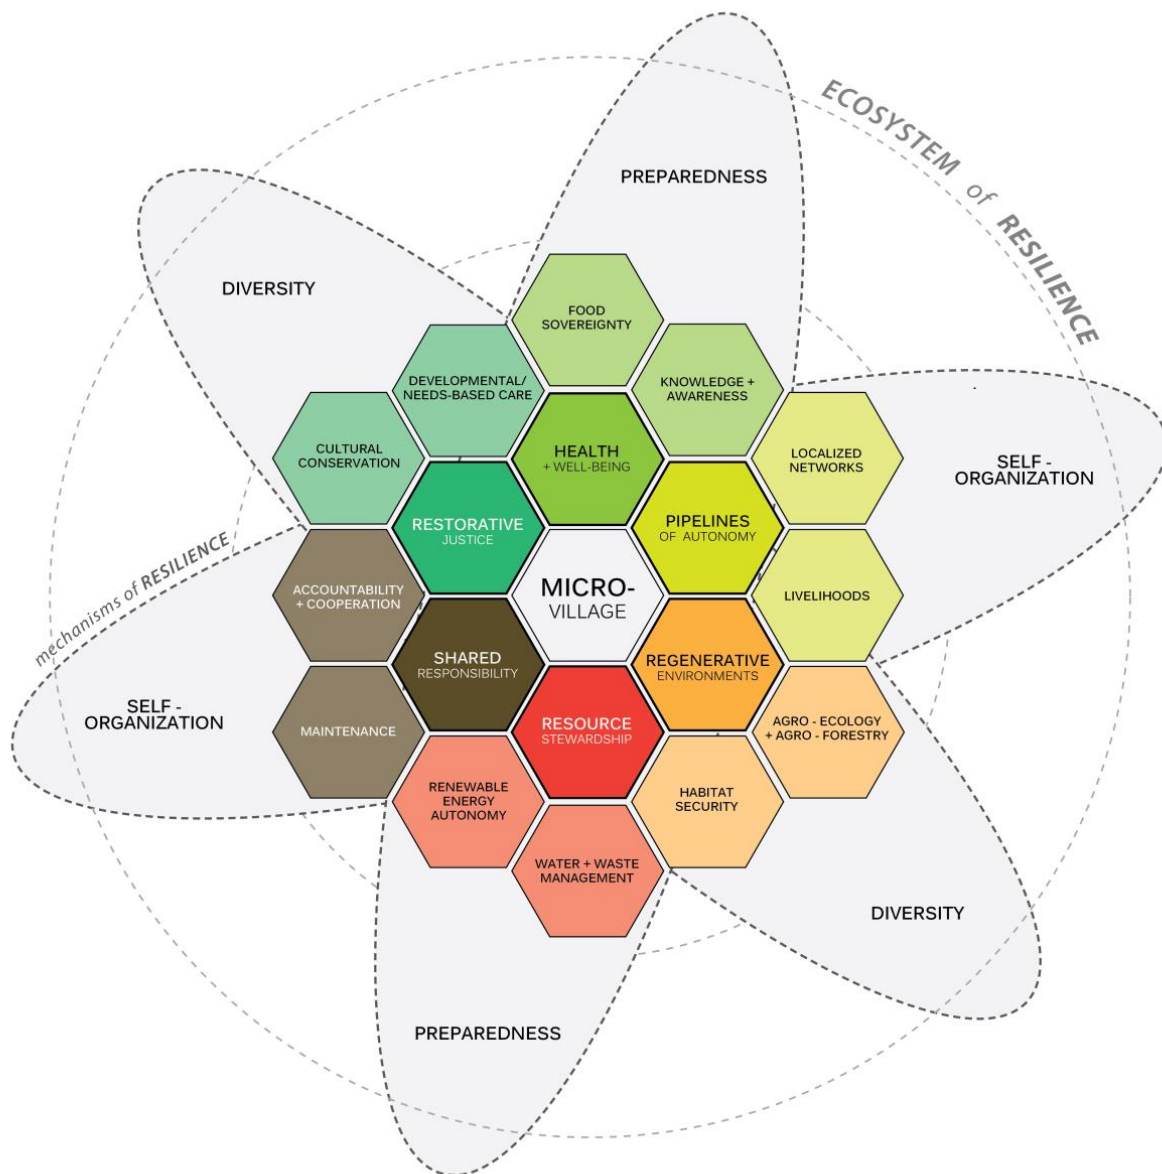 ECOSYSTEM of RESILIENCE
PREPAREDNESS
DIVERSITY
FOOD
SOVEREIGNTY
DEVELOPMENTAL/
NEEDS-BASED CARE
KNOWLEDGE +
AWARENESS
CULTURAL
CONSERVATION
HEALTH
+ WELL-BEING
LOCALIZED
NETWORKS
SELF -
ORGANIZATION
RESTORATIVE
JUSTICE
PIPELINES
OF AUTONOMY
mechanisms of RESILIENCE
ACCOUNTABILITY
+ COOPERATION
MICRO-
VILLAGE
LIVELIHOODS
SHARED
RESPONSIBILITY
REGENERATIVE
ENVIRONMENTS
SELF -
ORGANIZATION
MAINTENANCE
RESOURCE
STEWARDSHIP
AGRO - ECOLOGY
+ AGRO - FORESTRY
RENEWABLE
ENERGY
AUTONOMY
HABITAT
SECURITY
WATER + WASTE
MANAGEMENT
DIVERSITY
PREPAREDNESS